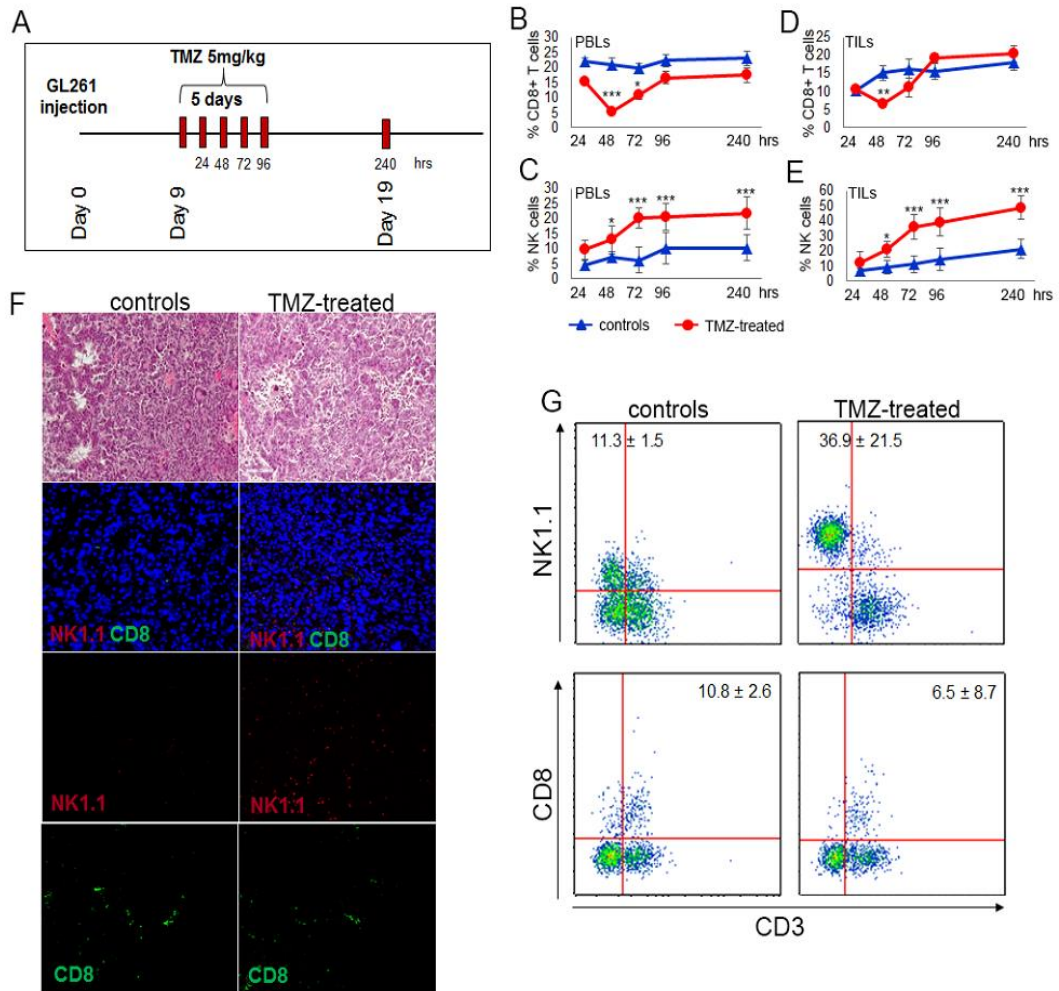 A
TMZ 5mg/kg
GL261
injection
5 days
24 48 72 96
240
hrs
Day 0
Day 9
Day 19
B
PBLs
% CD8+ T cells
30
25
20
15
10
5
0
***
*
24 48 72 96 240 hrs
D
TILs
% CD8+ T cells
25
20
15
10
5
0
**
24 48 72 96 240 hrs
C
PBLs
% NK cells
30
25
20
15
10
5
0
*
***
***
***
24 48 72 96 240 hrs
E
TILs
% NK cells
60
50
40
30
20
10
0
*
***
***
***
24 48 72 96 240 hrs
controls
TMZ-treated
F
controls
TMZ-treated
NK1.1 CD8
NK1.1 CD8
NK1.1
NK1.1
CD8
CD8
G
controls
TMZ-treated
11.3 ± 1.5
36.9 ± 21.5
NK1.1
10.8 ± 2.6
6.5 ± 8.7
CD8
CD3